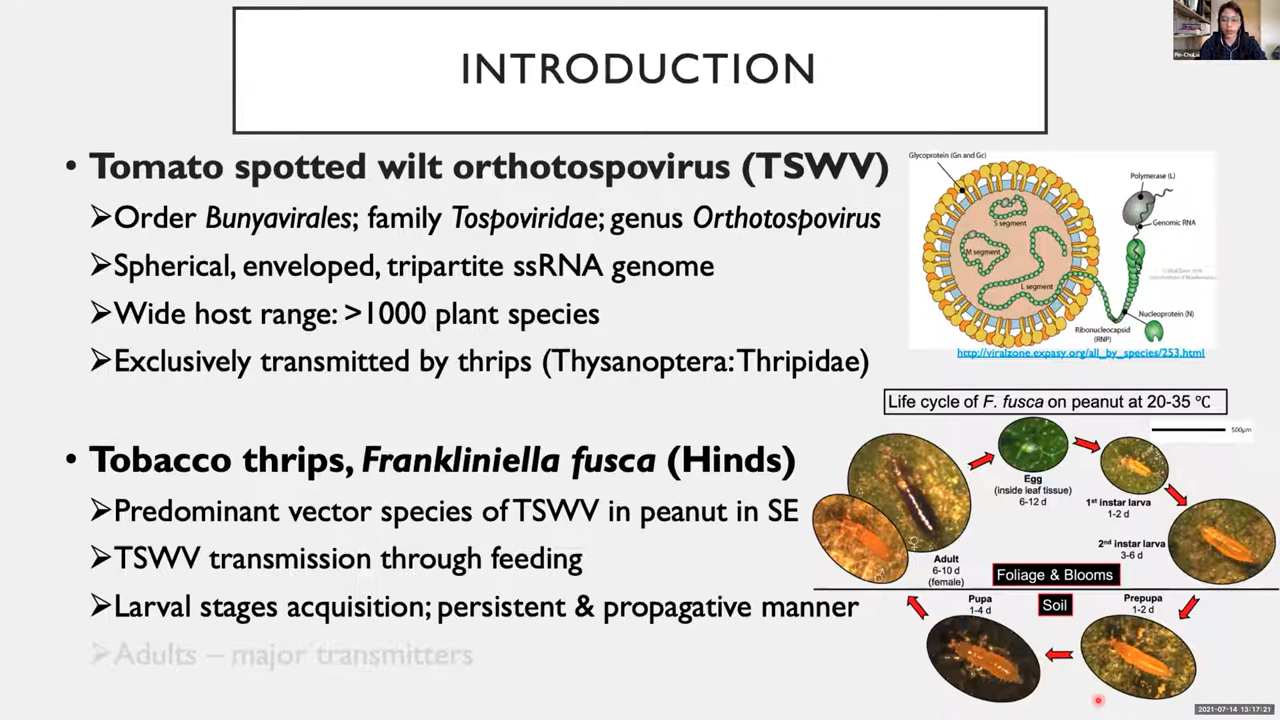 INTRODUCTION
• Tomato spotted wilt orthotospovirus (TSWV)
➢Order Bunyavirales; family Tospoviridae; genus Orthotospovirus
➢Spherical, enveloped, tripartite ssRNA genome
➢Wide host range: >1000 plant species
➢Exclusively transmitted by thrips (Thysanoptera: Thripidae)
• Tobacco thrips, Frankliniella fusca (Hinds)
➢Predominant vector species of TSWV in peanut in SE
➢TSWV transmission through feeding
➢Larval stages acquisition; persistent & propagative manner
➢Adults – major transmitters
Glycoprotein (Gn and Gc)
Polymerase (L)
S segment
Genomic RNA
M segment
L segment
Nucleoprotein (N)
Ribonucleocapsid
(RNP)
http://viralzone.expasy.org/all_by_species/253.html
Life cycle of F. fusca on peanut at 20-35 ℃
500μm
Egg
(inside leaf tissue)
6-12 d
1st instar larva
1-2 d
2nd instar larva
3-6 d
♀
♂
Adult
6-10 d
(female)
Foliage & Blooms
Soil
Pupa
1-4 d
Prepupa
1-2 d
2021-07-14 13:17:21